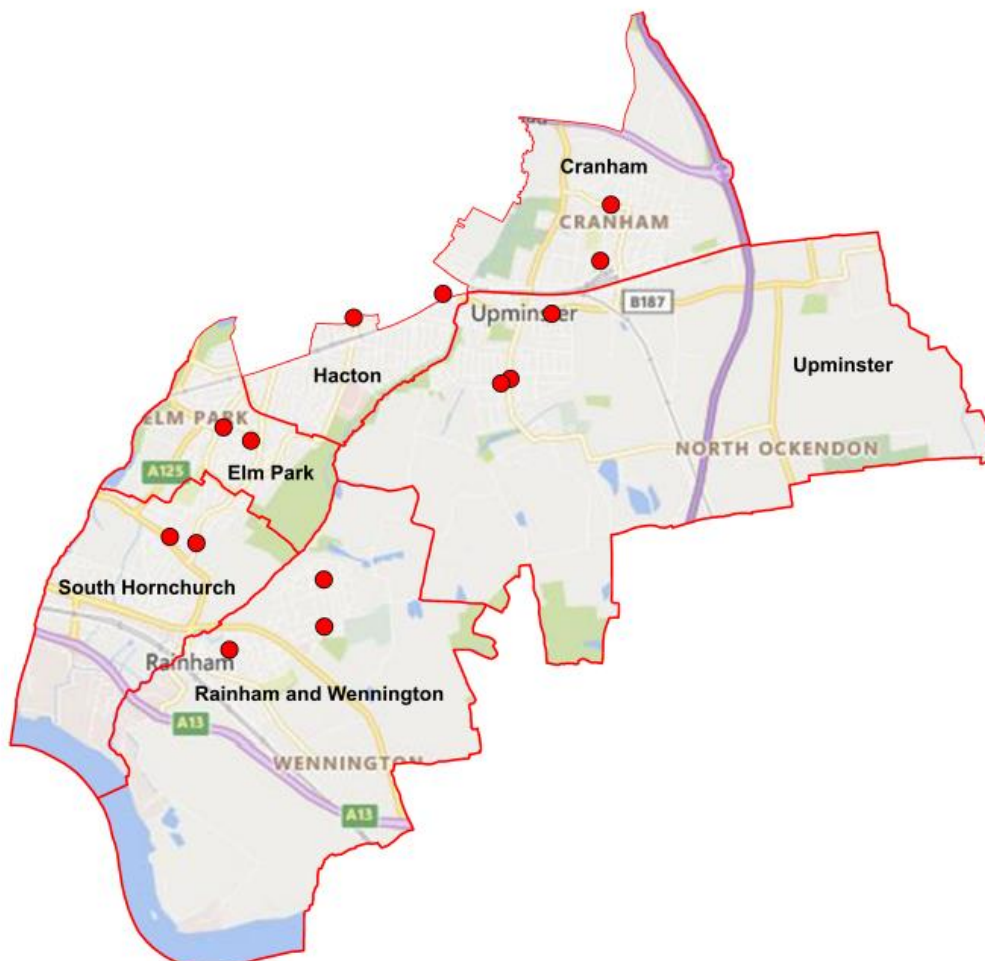 Cranham
CRANHAM
B187
Upminster
Upminster
Hacton
ELM PARK
NORTH OCKENDON
A125
Elm Park
South Hornchurch
Rainham
Rainham and Wennington
A13
WENNINGTON
A13